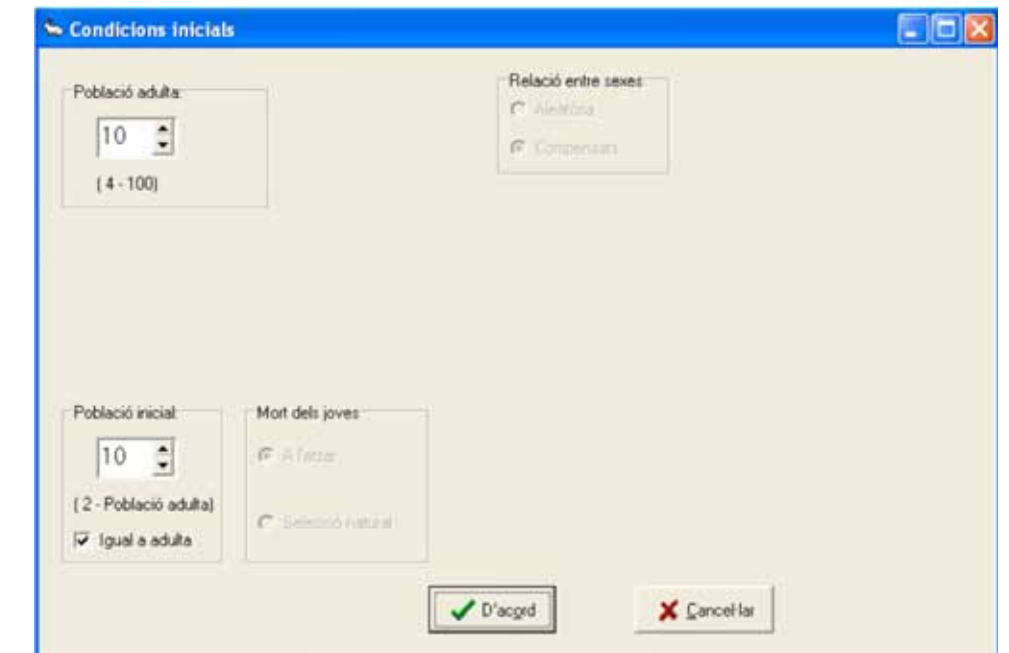 Condicions inicials
Població adulta:
10
( 4 - 100)
Relació entre sexes:
Aleatòria
Compensats
Població inicial:
10
( 2 - Població adulta)
Igual a adulta
Mort dels joves
A l'atzar
Selecció natural
D'acord
Cancel·lar